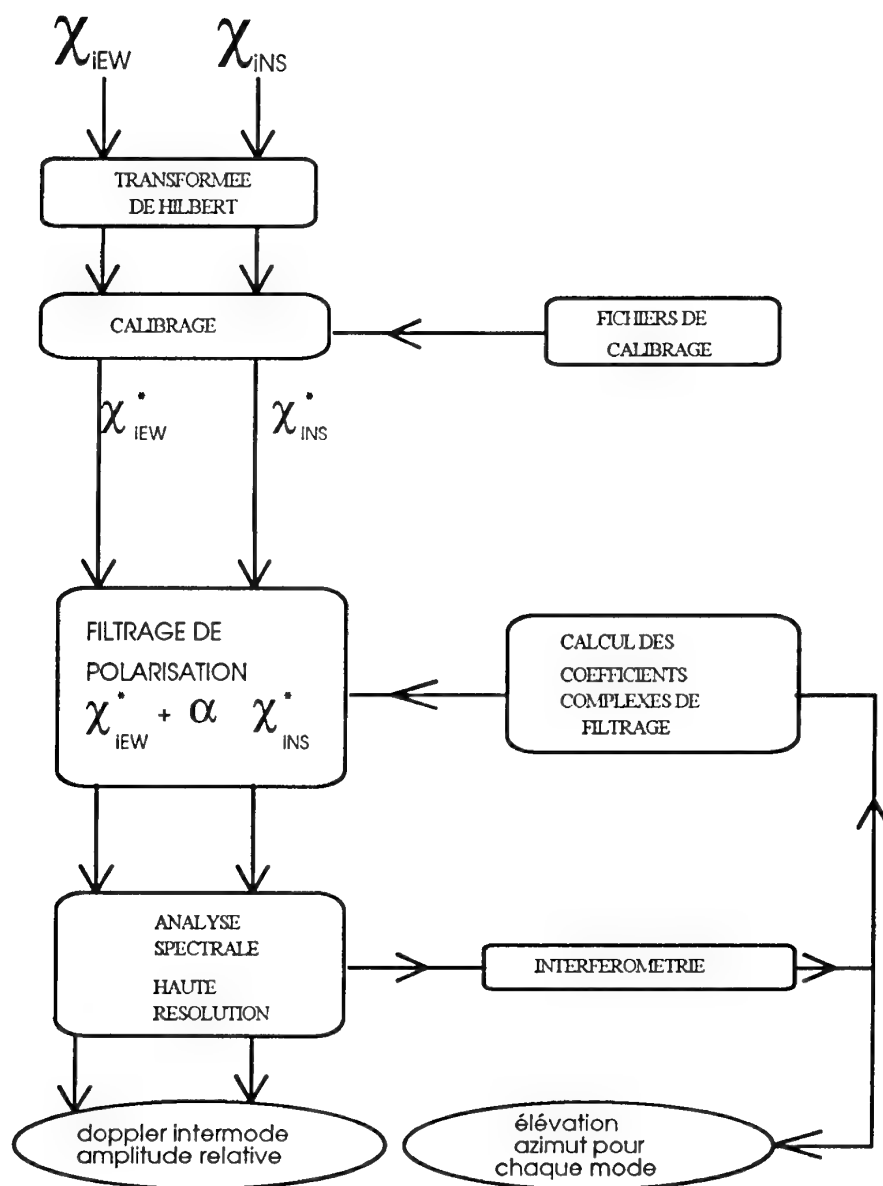 χiEW χiNS
TRANSFORMEE
DE HILBERT
CALIBRAGE
FICHIERS DE
CALIBRAGE
χ*iEW χ*iNS
FILTRAGE DE
POLARISATION
χ*iEW + α χ*iNS
CALCUL DES
COEFFICIENTS
COMPLEXES DE
FILTRAGE
ANALYSE
SPECTRALE
HAUTE
RESOLUTION
INTERFEROMETRIE
doppler intermode
amplitude relative
élévation
azimut pour
chaque mode